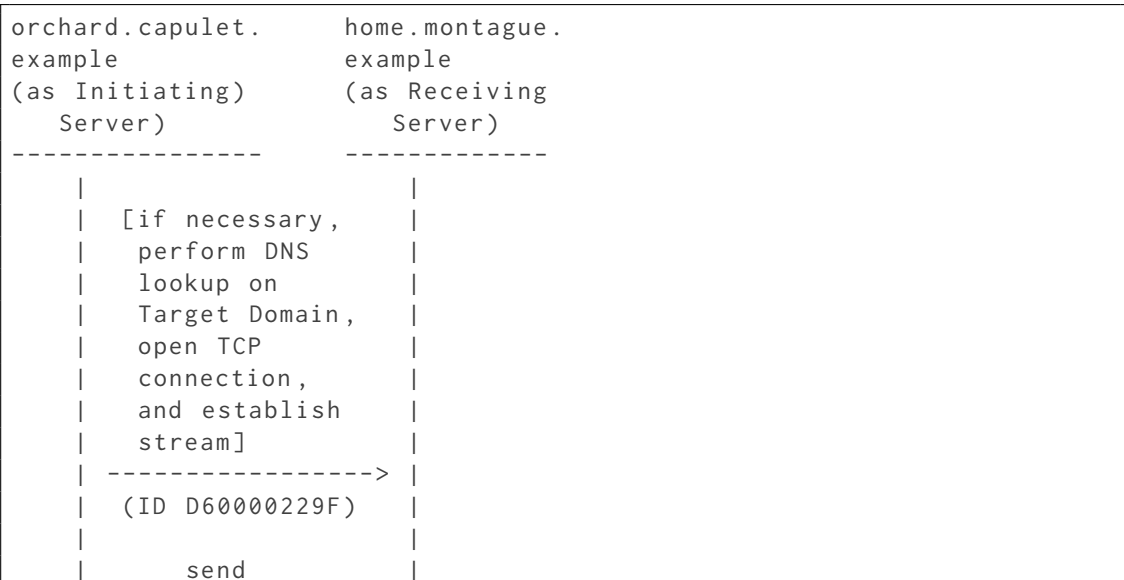 orchard.capulet.     home.montague.
example              example
(as Initiating)      (as Receiving
   Server)              Server)
----------------     -------------
    |                    |
    |  [if necessary,    |
    |   perform DNS      |
    |   lookup on        |
    |   Target Domain,   |
    |   open TCP         |
    |   connection,      |
    |   and establish    |
    |   stream]          |
    | -----------------> |
    |  (ID D60000229F)   |
    |                    |
    |      send          |